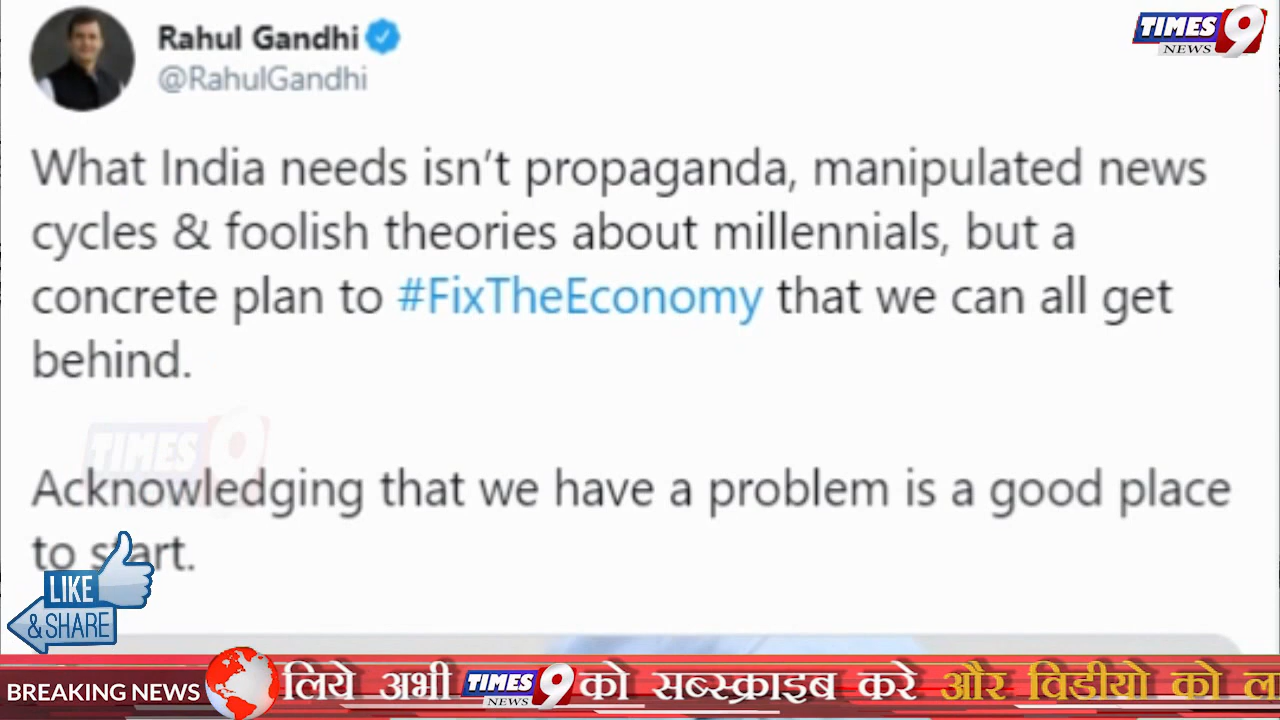 Rahul Gandhi
TIMES 9
NEWS
@RahulGandhi
What India needs isn't propaganda, manipulated news
cycles & foolish theories about millennials, but a
concrete plan to #FixTheEconomy that we can all get
behind.
TIMES 9
Acknowledging that we have a problem is a good place
to start.
LIKE
& SHARE
BREAKING NEWS
लिये अभी TIMES 9 NEWS को सब्स्क्राइब करे और विडीयो को ल